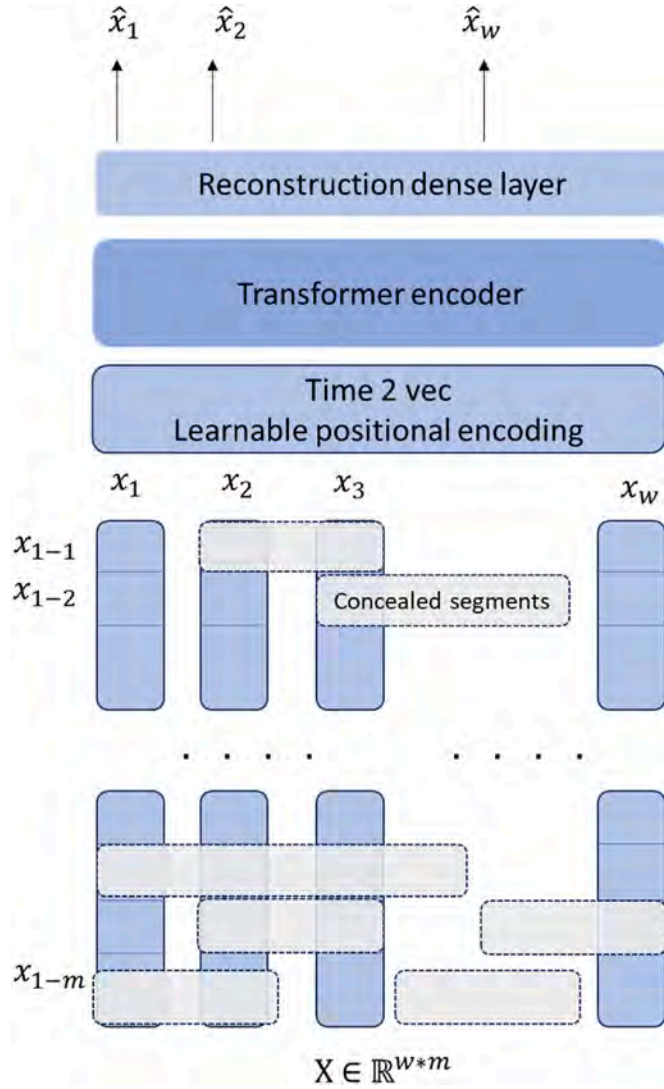 x̂₁ x̂₂ x̂w
Reconstruction dense layer
Transformer encoder
Time 2 vec
Learnable positional encoding
x₁ x₂ x₃ xw
x₁₋₁
x₁₋₂ Concealed segments
. . . . . . . .
x₁₋ₘ
X ∈ ℝ^{w*m}